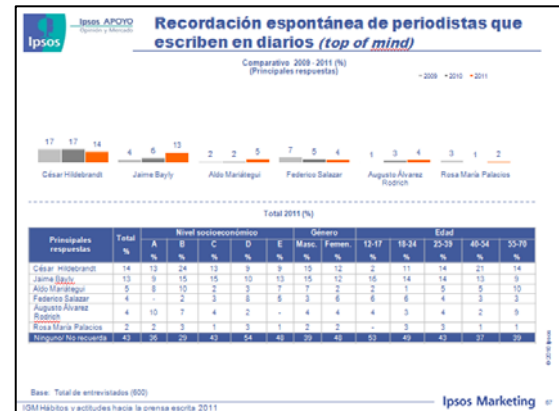 Ipsos
Ipsos APOYO
Opinión y Mercado
Recordación espontánea de periodistas que
escriben en diarios (top of mind)
Comparativo 2009 - 2011 (%)
(Principales respuestas)
2009 2010 2011
17 17 14 4 6 13 2 2 5 7 5 4 1 3 4 3 1 2
César Hildebrandt Jaime Bayly Aldo Mariátegui Federico Salazar Augusto Álvarez Rodrich Rosa María Palacios
Total 2011 (%)
Principales respuestas Total Nivel socioeconómico Género Edad
A B C D E Masc. Femen. 12-17 18-24 25-39 40-54 55-70
% % % % % % % % % % % % %
César Hildebrandt 14 13 24 13 9 9 15 12 2 11 14 21 14
Jaime Bayly 13 9 15 15 10 13 15 12 16 14 14 13 9
Aldo Mariátegui 5 8 10 2 3 7 7 2 2 1 5 5 10
Federico Salazar 4 - 2 3 8 5 3 6 6 6 4 3 3
Augusto Álvarez Rodrich 4 10 7 4 2 - 4 4 4 3 4 2 9
Rosa María Palacios 2 2 3 1 3 1 2 2 - 3 3 1 1
Ninguno/ No recuerda 43 36 29 43 54 48 39 48 53 49 43 37 39
Base: Total de entrevistados (600)
© 2010 Ipsos
IGM Hábitos y actitudes hacia la prensa escrita 2011
Ipsos Marketing